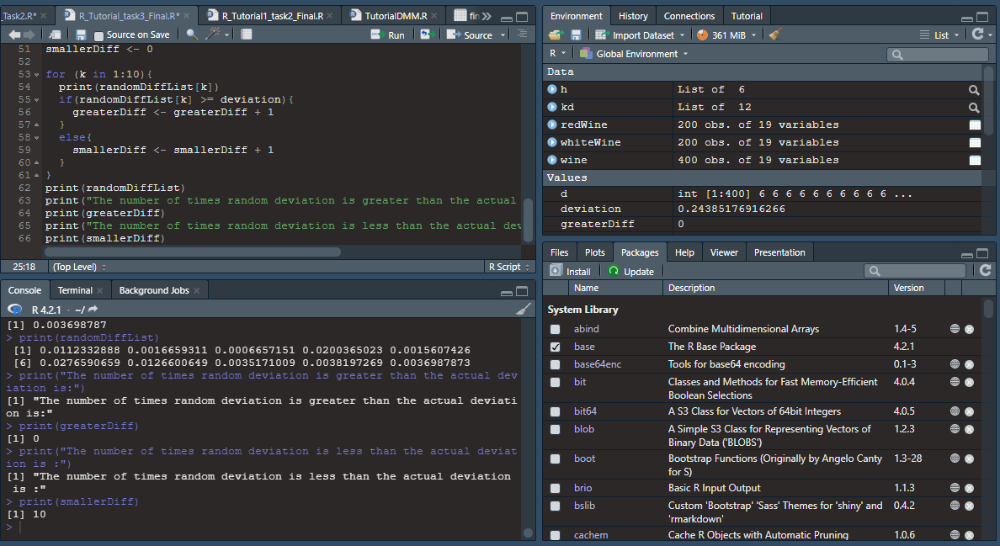 Task2.R*
R_Tutorial_task3_Final.R*
R_Tutorial1_task2_Final.R
TutorialDMM.R
fin
Source on Save
Run
Source
51 smallerDiff <- 0
52
53 for (k in 1:10){
54 print(randomDiffList[k])
55 if(randomDiffList[k] >= deviation){
56 greaterDiff <- greaterDiff + 1
57 }
58 else{
59 smallerDiff <- smallerDiff + 1
60 }
61 }
62 print(randomDiffList)
63 print("The number of times random deviation is greater than the actual
64 print(greaterDiff)
65 print("The number of times random deviation is less than the actual dev
66 print(smallerDiff)
25:18 (Top Level) R Script
Console Terminal Background Jobs
R 4.2.1 · ~/
[1] 0.003698787
> print(randomDiffList)
[1] 0.0112332888 0.0016659311 0.0006657151 0.0200365023 0.0015607426
[6] 0.0276590659 0.0126600649 0.0035171009 0.0038197269 0.0036987873
> print("The number of times random deviation is greater than the actual dev
iation is:")
[1] "The number of times random deviation is greater than the actual deviati
on is:"
> print(greaterDiff)
[1] 0
> print("The number of times random deviation is less than the actual deviat
ion is :")
[1] "The number of times random deviation is less than the actual deviation
is :"
> print(smallerDiff)
[1] 10
>
Environment History Connections Tutorial
Import Dataset 361 MiB List
R Global Environment
Data
h List of 6
kd List of 12
redWine 200 obs. of 19 variables
whiteWine 200 obs. of 19 variables
wine 400 obs. of 19 variables
Values
d int [1:400] 6 6 6 6 6 6 6 6 6 6 ...
deviation 0.24385176916266
greaterDiff 0
Files Plots Packages Help Viewer Presentation
Install Update
Name Description Version
System Library
abind Combine Multidimensional Arrays 1.4-5
base The R Base Package 4.2.1
base64enc Tools for base64 encoding 0.1-3
bit Classes and Methods for Fast Memory-Efficient 4.0.4
Boolean Selections
bit64 A S3 Class for Vectors of 64bit Integers 4.0.5
blob A Simple S3 Class for Representing Vectors of 1.2.3
Binary Data ('BLOBS')
boot Bootstrap Functions (Originally by Angelo Canty 1.3-28
for S)
brio Basic R Input Output 1.1.3
bslib Custom 'Bootstrap' 'Sass' Themes for 'shiny' and 0.4.2
'rmarkdown'
cachem Cache R Objects with Automatic Pruning 1.0.6